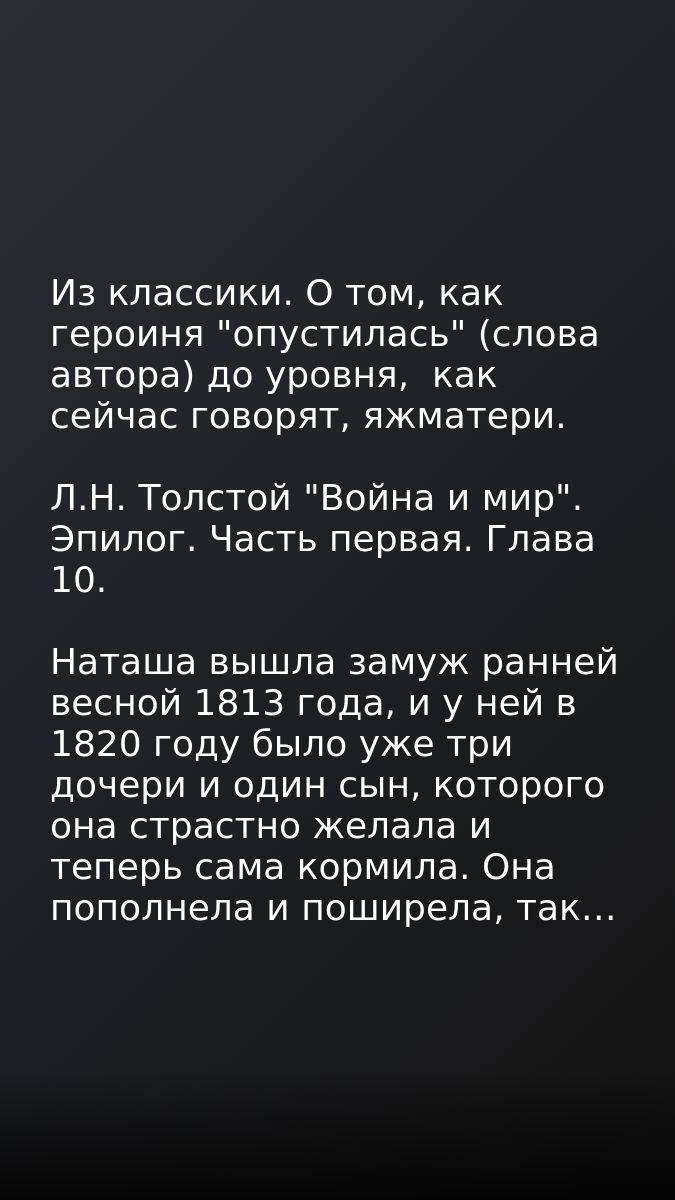 Из классики. О том, как
героиня "опустилась" (слова
автора) до уровня,  как
сейчас говорят, яжматери.
Л.Н. Толстой "Война и мир".
Эпилог. Часть первая. Глава
10.
Наташа вышла замуж ранней
весной 1813 года, и у ней в
1820 году было уже три
дочери и один сын, которого
она страстно желала и
теперь сама кормила. Она
пополнела и поширела, так...